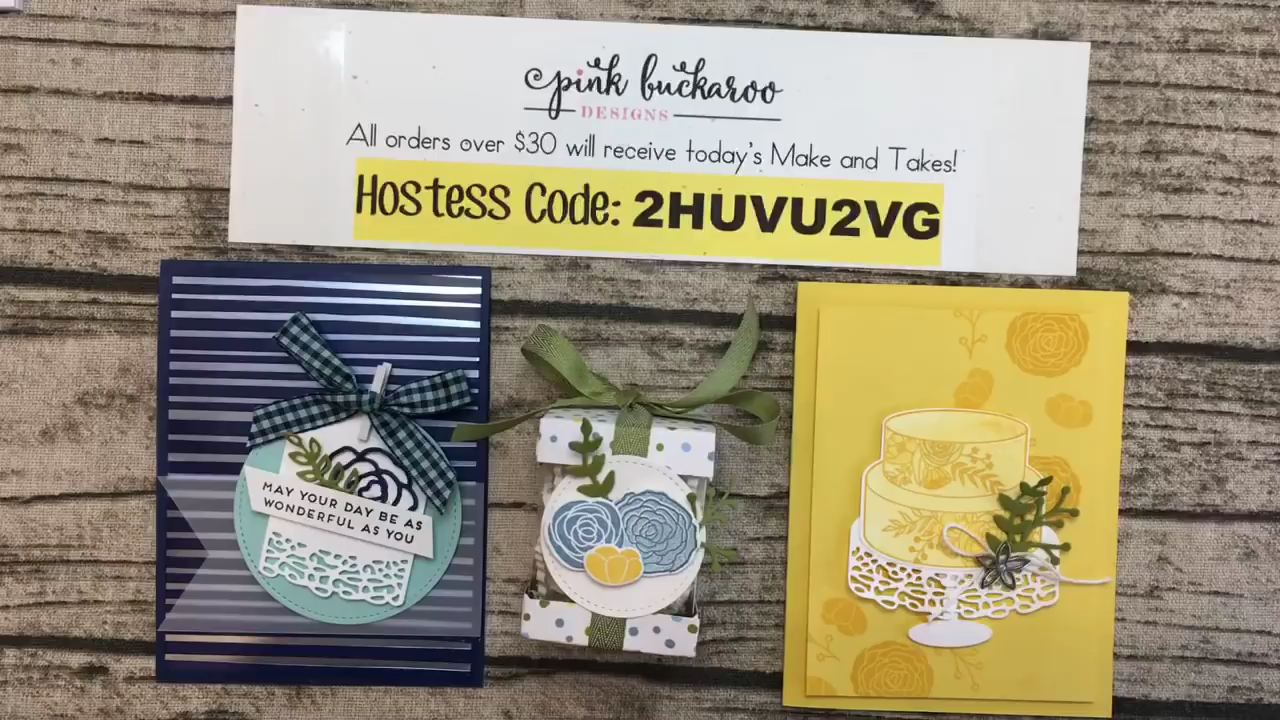 pink buckaroo
DESIGNS
All orders over $30 will receive today's Make and Takes!
Hostess Code: 2HUVU2VG
MAY YOUR DAY BE AS
WONDERFUL AS YOU